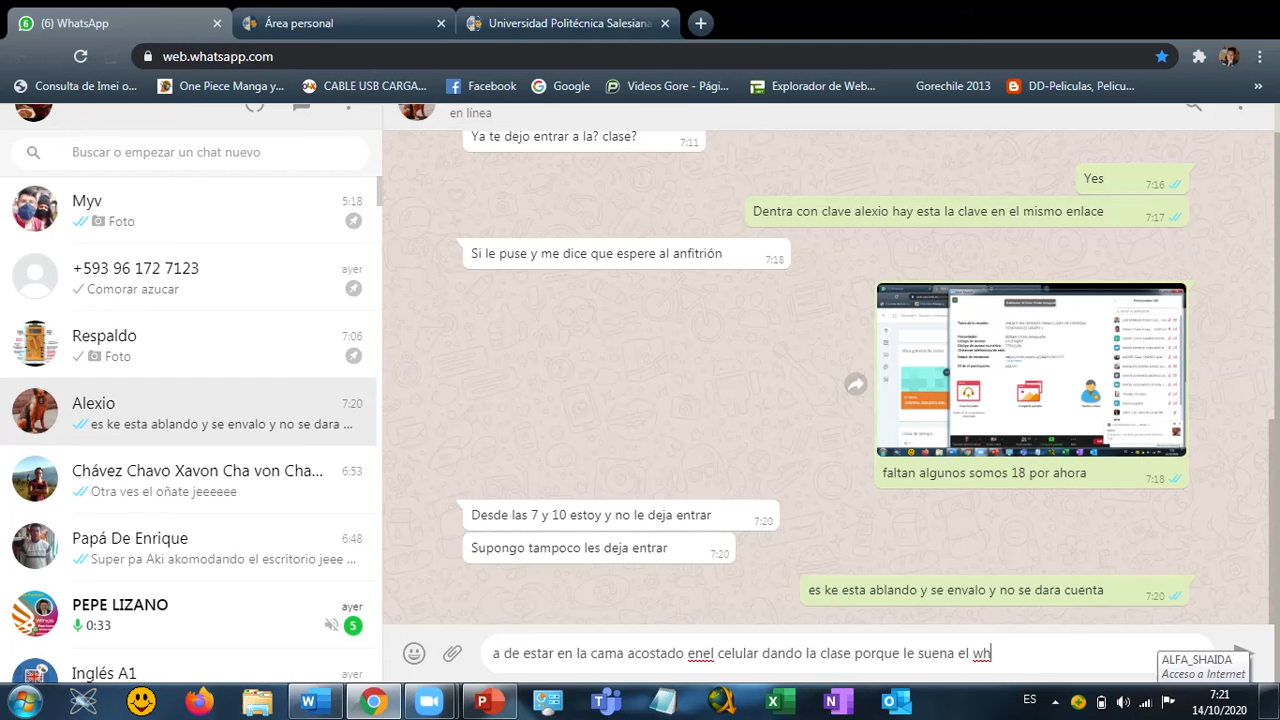 (6) WhatsApp
Área personal
Universidad Politécnica Salesiana
web.whatsapp.com
Consulta de Imei o...
One Piece Manga y...
CABLE USB CARGA...
Facebook
Google
Videos Gore - Pág...
Explorador de Web...
Gorechile 2013
DD-Peliculas, Pelicu...
»
en línea
Buscar o empezar un chat nuevo
Myv
5:18
Foto
+593 96 172 7123
ayer
Comorar azucar
Respaldo
7:06
Foto
Alexio
7:20
es ke esta ablando y se envalo y no se dara ...
Chávez Chavo Xavon Cha von Cha...
6:53
Otra ves el oñate jeeeeee
Papá De Enrique
6:48
Super pa Aki akomodando el escritorio jeee ...
PEPE LIZANO
ayer
0:33
5
Inglés A1
Ya te dejo entrar a la? clase?
7:11
Yes
7:16
Dentra con clave alexio hay esta la clave en el mismo enlace
7:17
Si le puse y me dice que espere al anfitrión
7:18
faltan algunos somos 18 por ahora
7:18
Desde las 7 y 10 estoy y no le deja entrar
7:20
Supongo tampoco les deja entrar
7:20
es ke esta ablando y se envalo y no se dara cuenta
7:20
a de estar en la cama acostado enel celular dando la clase porque le suena el wh
ALFA_SHAIDA
Acceso a Internet
ES
7:21
14/10/2020